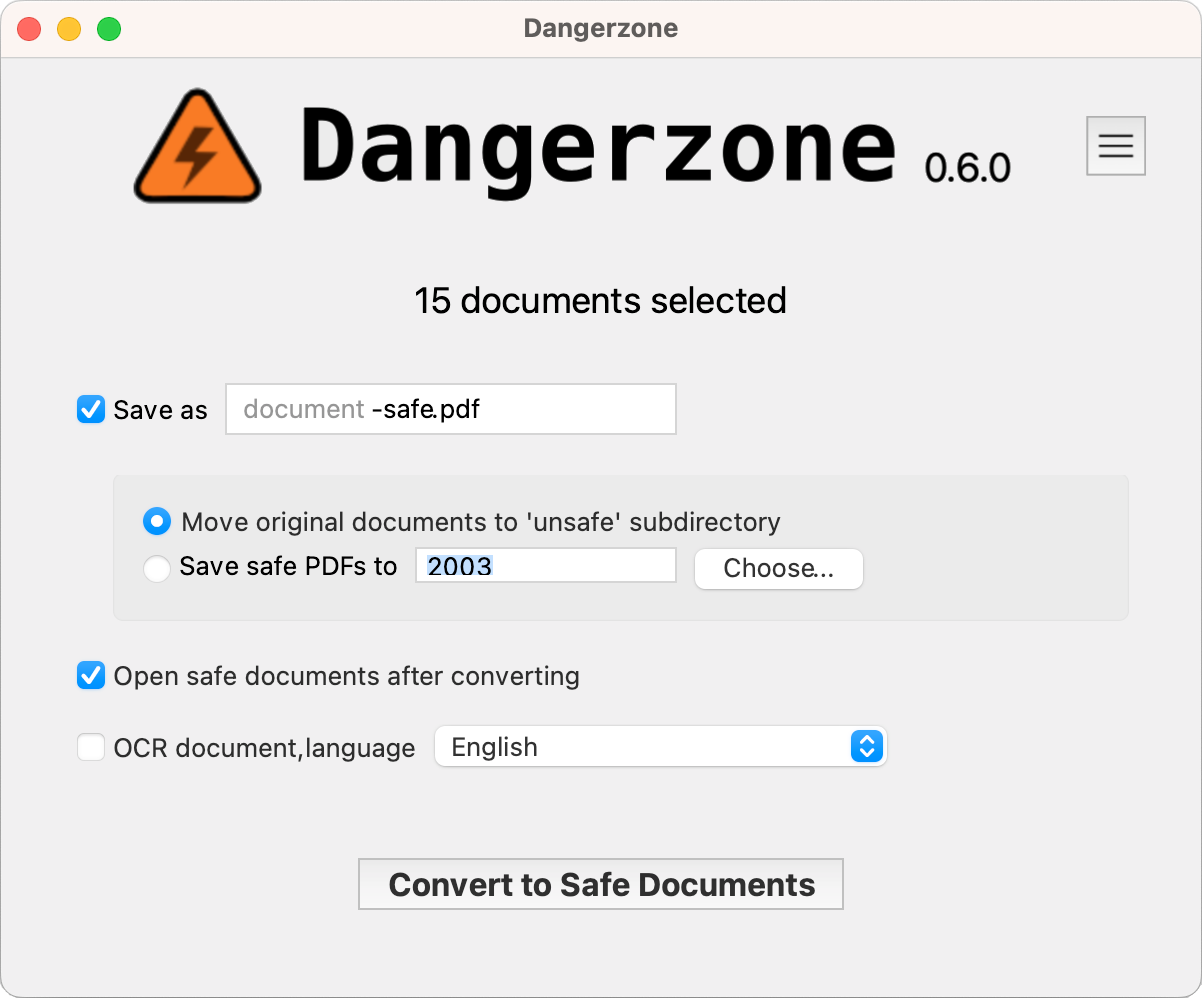 Dangerzone
Dangerzone 0.6.0
15 documents selected
Save as document -safe.pdf
Move original documents to 'unsafe' subdirectory
Save safe PDFs to 2003 Choose...
Open safe documents after converting
OCR document,language English
Convert to Safe Documents